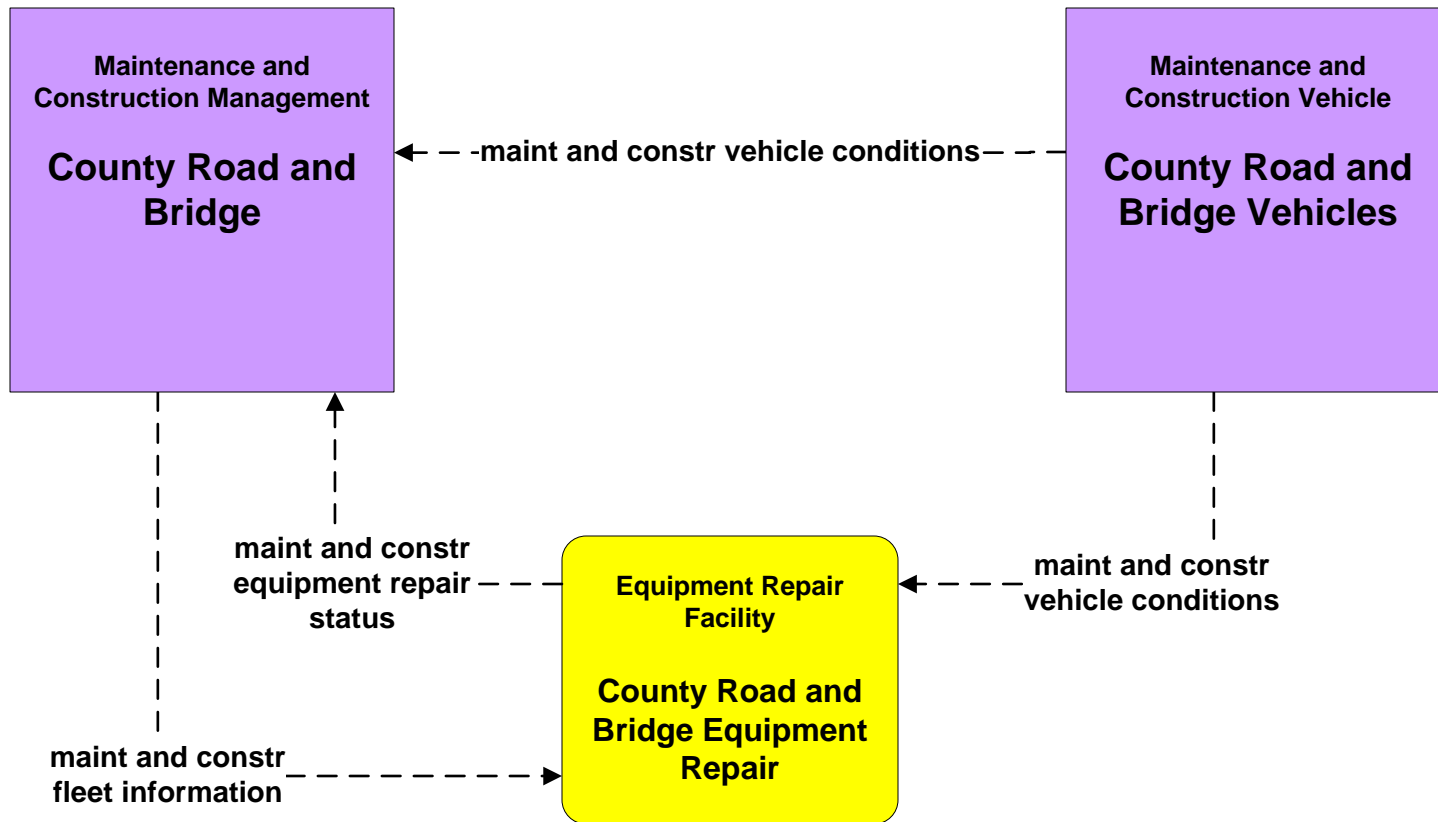 Maintenance and
Construction Management
County Road and
Bridge
maint and constr vehicle conditions
Maintenance and
Construction Vehicle
County Road and
Bridge Vehicles
maint and constr
equipment repair
status
Equipment Repair
Facility
County Road and
Bridge Equipment
Repair
maint and constr
vehicle conditions
maint and constr
fleet information